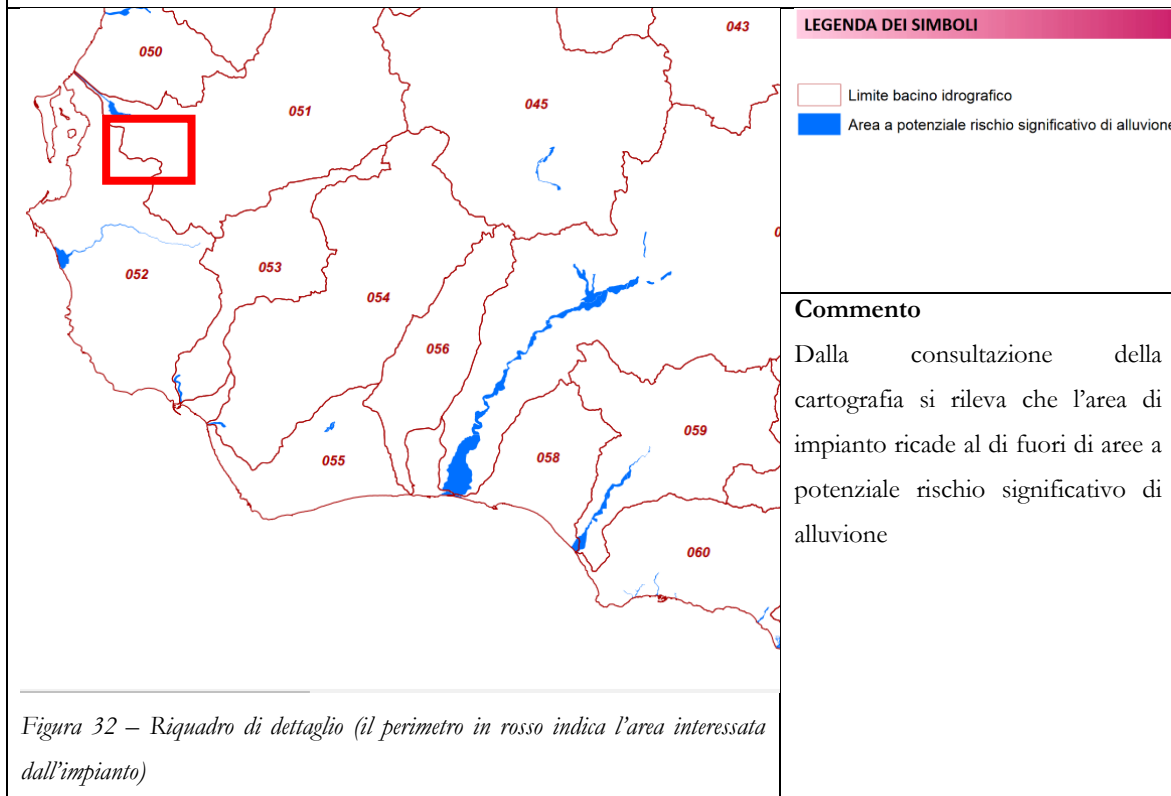 050
043
051
045
053
052
054
056
059
058
055
060
Figura 32 – Riquadro di dettaglio (il perimetro in rosso indica l'area interessata
dall'impianto)
LEGENDA DEI SIMBOLI
Limite bacino idrografico
Area a potenziale rischio significativo di alluvione
Commento
Dalla consultazione della
cartografia si rileva che l'area di
impianto ricade al di fuori di aree a
potenziale rischio significativo di
alluvione